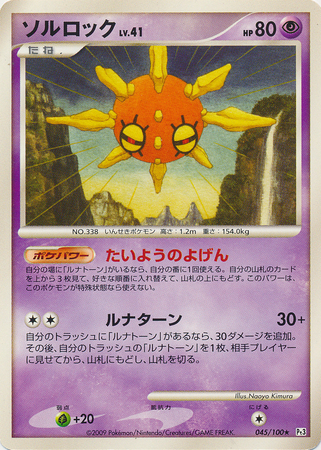 ソルロック LV.41 HP 80
たね
NO.338 いんせきポケモン 高さ:1.2m 重さ:154.0kg
ポケパワー たいようのよげん
自分の場に「ルナトーン」がいるなら、自分の番に1回使える。自分の山札のカード
を上から3枚見て、好きな順番に入れ替えて、山札の上にもどす。このパワーは、
このポケモンが特殊状態なら使えない。
ルナターン 30+
自分のトラッシュに「ルナトーン」があるなら、30ダメージを追加。
その後、自分のトラッシュの「ルナトーン」を1枚、相手プレイヤー
に見せてから、山札にもどし、山札を切る。
Illus.Naoyo Kimura
弱点 抵抗力 にげる
+20
©2009 Pokémon/Nintendo/Creatures/GAME FREAK. 045/100★ Pt3